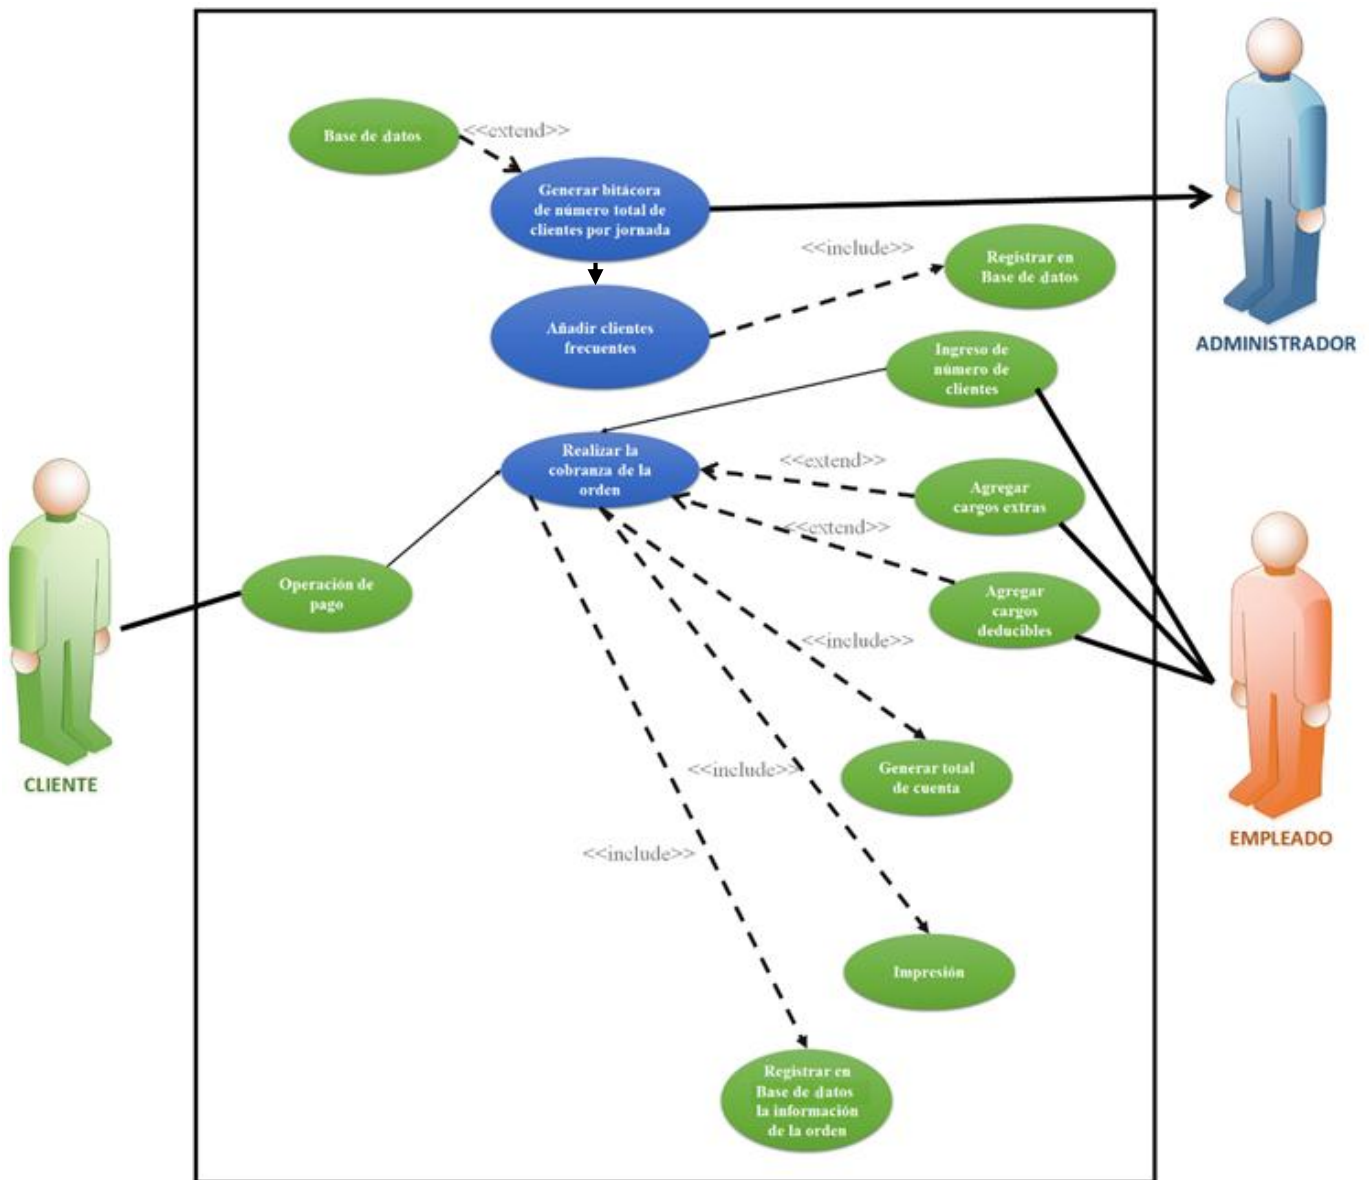 Base de datos
<<extend>>
Generar bitácora
de número total de
clientes por jornada
<<include>>
Registrar en
Base de datos
Añadir clientes
frecuentes
ADMINISTRADOR
Ingreso de
número de
clientes
Realizar la
cobranza de la
orden
<<extend>>
Agregar
cargos extras
<<extend>>
Operación de
pago
Agregar
cargos
deducibles
<<include>>
CLIENTE
<<include>>
Generar total
de cuenta
EMPLEADO
<<include>>
Impresión
Registrar en
Base de datos
la información
de la orden